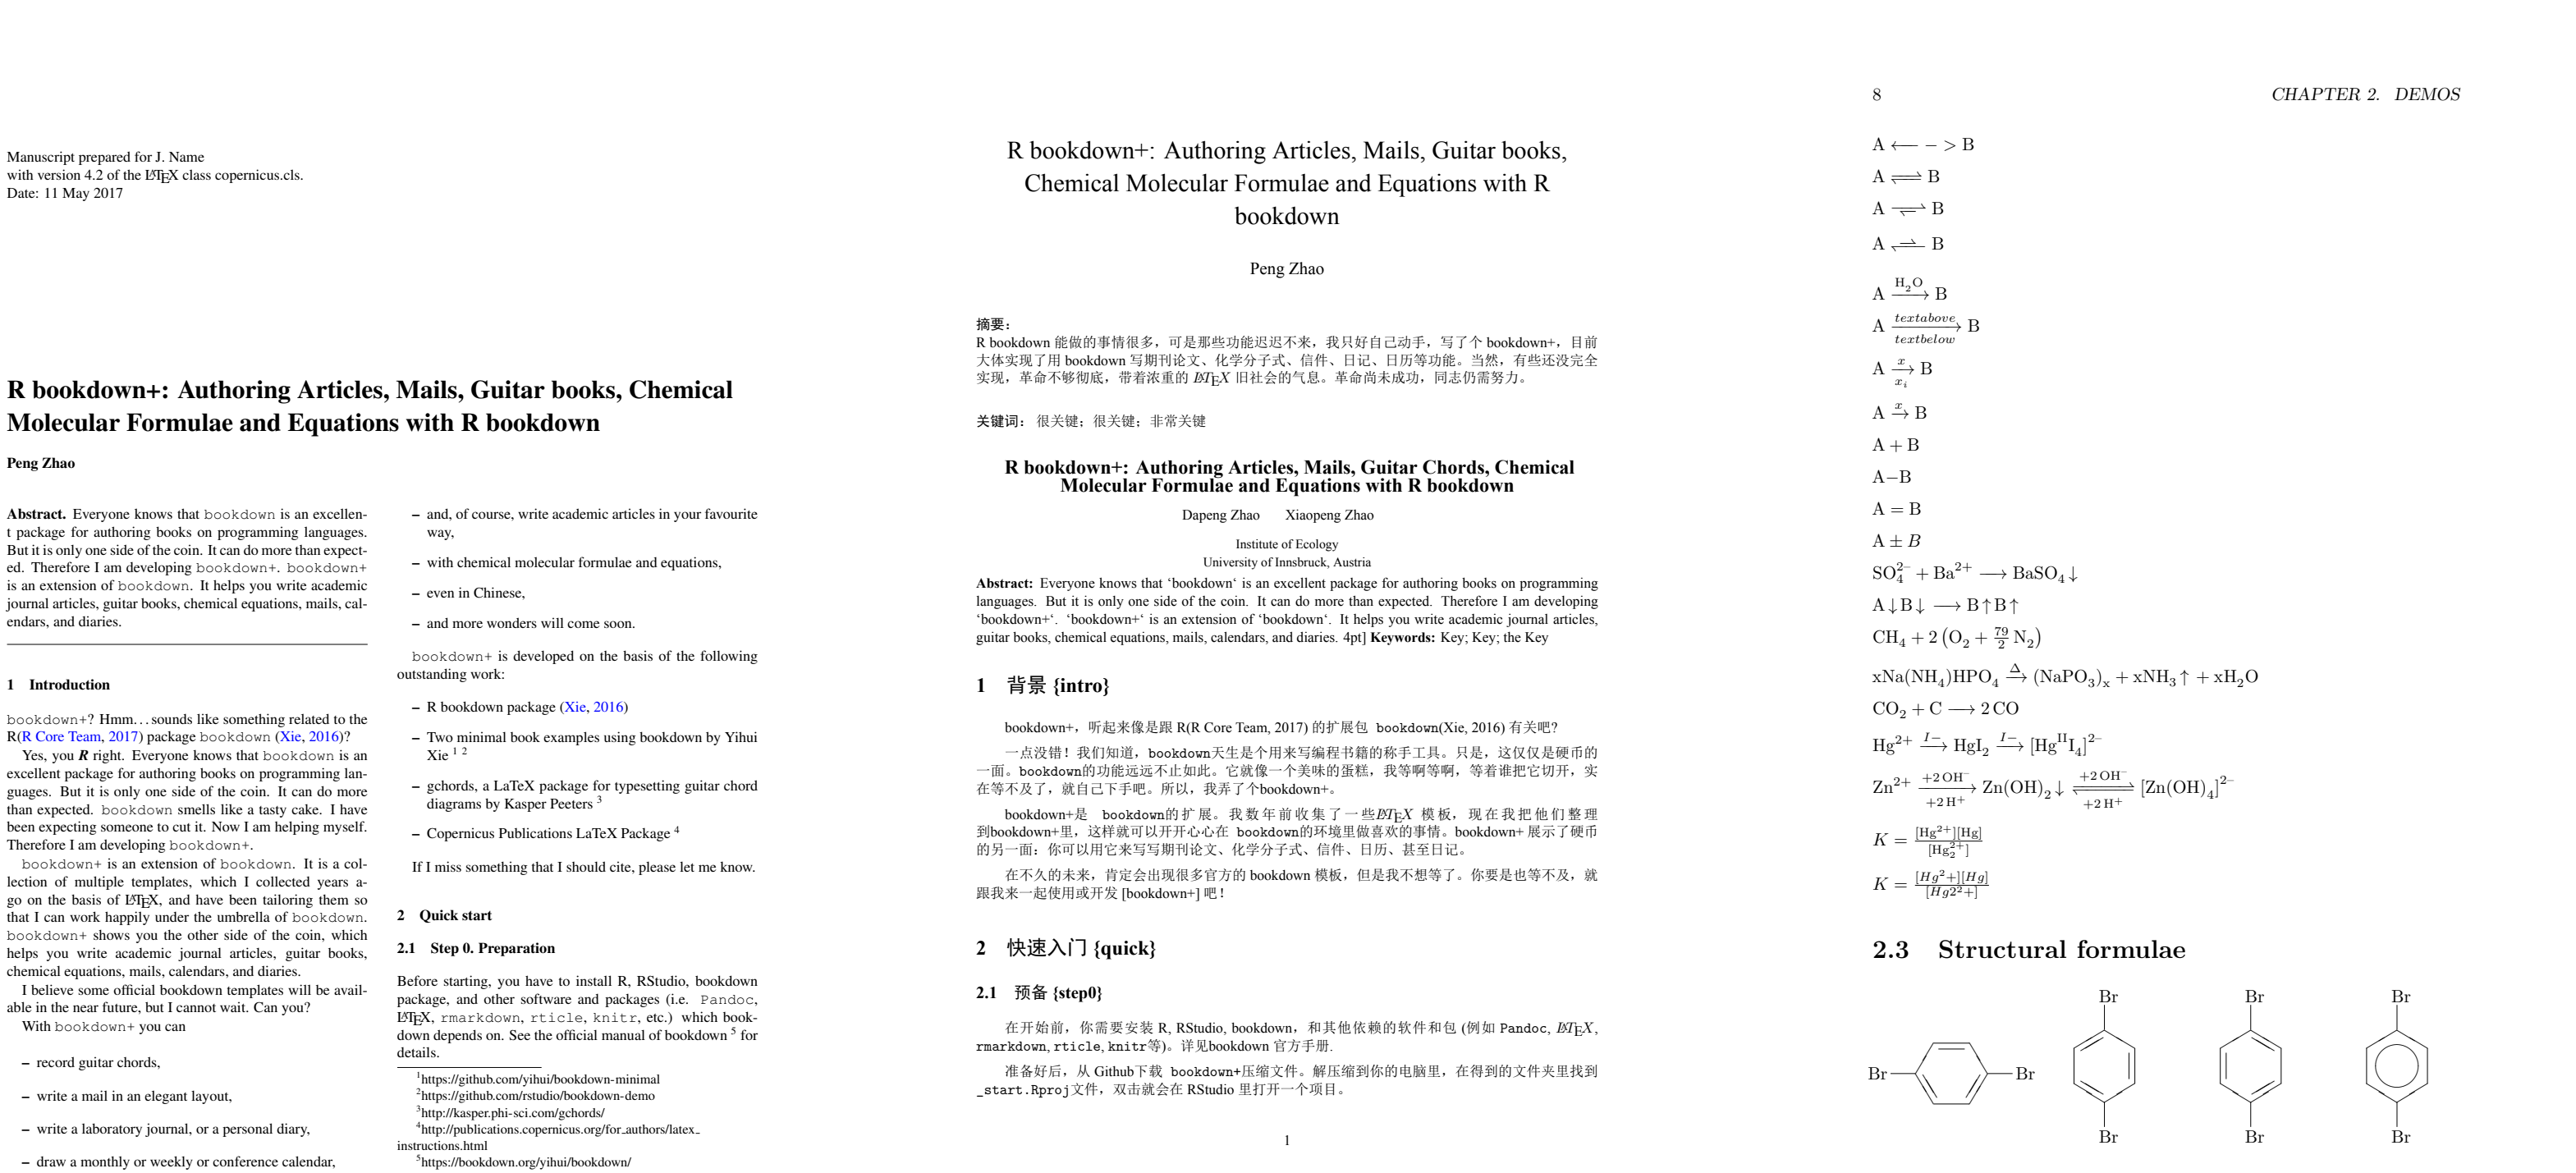 Manuscript prepared for J. Name
with version 4.2 of the LATEX class copernicus.cls.
Date: 11 May 2017
R bookdown+: Authoring Articles, Mails, Guitar books, Chemical
Molecular Formulae and Equations with R bookdown
Peng Zhao
Abstract. Everyone knows that bookdown is an excellen-
t package for authoring books on programming languages.
But it is only one side of the coin. It can do more than expect-
ed. Therefore I am developing bookdown+. bookdown+
is an extension of bookdown. It helps you write academic
journal articles, guitar books, chemical equations, mails, cal-
endars, and diaries.
1 Introduction
bookdown+? Hmm...sounds like something related to the
R(R Core Team, 2017) package bookdown (Xie, 2016)?
Yes, you R right. Everyone knows that bookdown is an
excellent package for authoring books on programming lan-
guages. But it is only one side of the coin. It can do more
than expected. bookdown smells like a tasty cake. I have
been expecting someone to cut it. Now I am helping myself.
Therefore I am developing bookdown+.
bookdown+ is an extension of bookdown. It is a col-
lection of multiple templates, which I collected years a-
go on the basis of LATEX, and have been tailoring them so
that I can work happily under the umbrella of bookdown.
bookdown+ shows you the other side of the coin, which
helps you write academic journal articles, guitar books,
chemical equations, mails, calendars, and diaries.
I believe some official bookdown templates will be avail-
able in the near future, but I cannot wait. Can you?
With bookdown+ you can
– record guitar chords,
– write a mail in an elegant layout,
– write a laboratory journal, or a personal diary,
– draw a monthly or weekly or conference calendar,
– and, of course, write academic articles in your favourite
way,
– with chemical molecular formulae and equations,
– even in Chinese,
– and more wonders will come soon.
bookdown+ is developed on the basis of the following
outstanding work:
– R bookdown package (Xie, 2016)
– Two minimal book examples using bookdown by Yihui
Xie 1 2
– gchords, a LaTeX package for typesetting guitar chord
diagrams by Kasper Peeters 3
– Copernicus Publications LaTeX Package 4
If I miss something that I should cite, please let me know.
2 Quick start
2.1 Step 0. Preparation
Before starting, you have to install R, RStudio, bookdown
package, and other software and packages (i.e. Pandoc,
LATEX, rmarkdown, rticle, knitr, etc.) which book-
down depends on. See the official manual of bookdown 5 for
details.
1https://github.com/yihui/bookdown-minimal
2https://github.com/rstudio/bookdown-demo
3http://kasper.phi-sci.com/gchords/
4http://publications.copernicus.org/for_authors/latex_
instructions.html
5https://bookdown.org/yihui/bookdown/
R bookdown+: Authoring Articles, Mails, Guitar books,
Chemical Molecular Formulae and Equations with R
bookdown
Peng Zhao
摘要：
R bookdown 能做的事情很多，可是那些功能迟迟不来，我只好自己动手，写了个 bookdown+，目前
大体实现了用 bookdown 写期刊论文、化学分子式、信件、日记、日历等功能。当然，有些还没完全
实现，革命不够彻底，带着浓重的 LATEX 旧社会的气息。革命尚未成功，同志仍需努力。
关键词： 很关键；很关键；非常关键
R bookdown+: Authoring Articles, Mails, Guitar Chords, Chemical
Molecular Formulae and Equations with R bookdown
Dapeng Zhao Xiaopeng Zhao
Institute of Ecology
University of Innsbruck, Austria
Abstract: Everyone knows that ‘bookdown‘ is an excellent package for authoring books on programming
languages. But it is only one side of the coin. It can do more than expected. Therefore I am developing
‘bookdown+‘. ‘bookdown+‘ is an extension of ‘bookdown‘. It helps you write academic journal articles,
guitar books, chemical equations, mails, calendars, and diaries. 4pt] Keywords: Key; Key; the Key
1 背景 {intro}
bookdown+，听起来像是跟 R(R Core Team, 2017) 的扩展包 bookdown(Xie, 2016) 有关吧？
一点没错！我们知道，bookdown天生是个用来写编程书籍的称手工具。只是，这仅仅是硬币的
一面。bookdown的功能远远不止如此。它就像一个美味的蛋糕，我等啊等啊，等着谁把它切开，实
在等不及了，就自己下手吧。所以，我弄了个bookdown+。
bookdown+是 bookdown的扩展。我数年前收集了一些LATEX 模板，现在我把他们整理
到bookdown+里，这样就可以开开心心在 bookdown的环境里做喜欢的事情。bookdown+ 展示了硬币
的另一面：你可以用它来写写期刊论文、化学分子式、信件、日历、甚至日记。
在不久的未来，肯定会出现很多官方的 bookdown 模板，但是我不想等了。你要是也等不及，就
跟我来一起使用或开发 [bookdown+] 吧！
2 快速入门 {quick}
2.1 预备 {step0}
在开始前，你需要安装 R, RStudio, bookdown，和其他依赖的软件和包 (例如 Pandoc, LATEX,
rmarkdown, rticle, knitr等)。详见bookdown 官方手册.
准备好后，从 Github下载 bookdown+压缩文件。解压缩到你的电脑里，在得到的文件夹里找到
_start.Rproj文件，双击就会在 RStudio 里打开一个项目。
1
8 CHAPTER 2. DEMOS
A ⟵ − > B
A ⇌ B
A ⇌ B
A ⇌ B
A —H₂O→ B
A —textabove/textbelow→ B
A —x/xᵢ→ B
A —x→ B
A + B
A−B
A = B
A ± B
SO₄²⁻ + Ba²⁺ ⟶ BaSO₄↓
A↓B↓ ⟶ B↑B↑
CH₄ + 2 (O₂ + 79/2 N₂)
xNa(NH₄)HPO₄ —Δ→ (NaPO₃)ₓ + xNH₃↑ + xH₂O
CO₂ + C ⟶ 2 CO
Hg²⁺ —I−→ HgI₂ —I−→ [HgᴵᴵI₄]²⁻
Zn²⁺ —+2 OH⁻/+2 H⁺→ Zn(OH)₂↓ ⇌+2 OH⁻/+2 H⁺ [Zn(OH)₄]²⁻
K = [Hg²⁺][Hg]/[Hg₂²⁺]
K = [Hg²+][Hg]/[Hg22+]
2.3 Structural formulae
Br Br Br
Br Br
Br Br Br